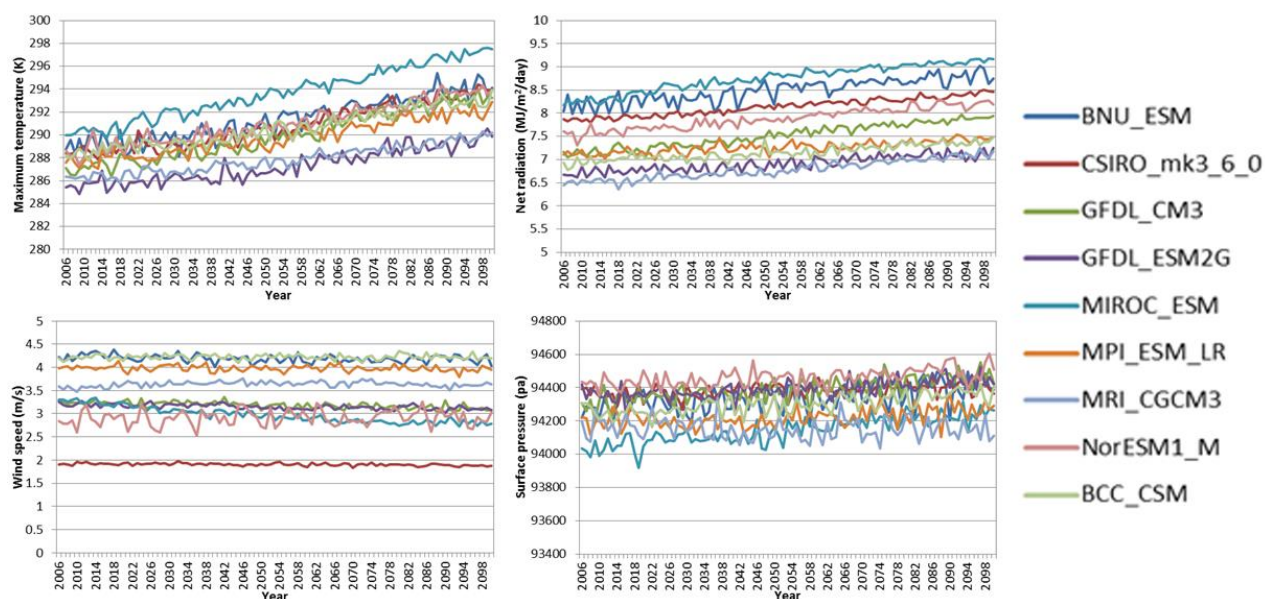 Maximum temperature (K)
300
298
296
294
292
290
288
286
284
282
280
2006 2010 2014 2018 2022 2026 2030 2034 2038 2042 2046 2050 2054 2058 2062 2066 2070 2074 2078 2082 2086 2090 2094 2098
Year
Net radiation (MJ/m²/day)
10
9.5
9
8.5
8
7.5
7
6.5
6
5.5
5
2006 2010 2014 2018 2022 2026 2030 2034 2038 2042 2046 2050 2054 2058 2062 2066 2070 2074 2078 2082 2086 2090 2094 2098
Year
Wind speed (m/s)
5
4.5
4
3.5
3
2.5
2
1.5
1
0.5
0
2006 2010 2014 2018 2022 2026 2030 2034 2038 2042 2046 2050 2054 2058 2062 2066 2070 2074 2078 2082 2086 2090 2094 2098
Year
Surface pressure (pa)
94800
94600
94400
94200
94000
93800
93600
93400
2006 2010 2014 2018 2022 2026 2030 2034 2038 2042 2046 2050 2054 2058 2062 2066 2070 2074 2078 2082 2086 2090 2094 2098
Year
BNU_ESM
CSIRO_mk3_6_0
GFDL_CM3
GFDL_ESM2G
MIROC_ESM
MPI_ESM_LR
MRI_CGCM3
NorESM1_M
BCC_CSM